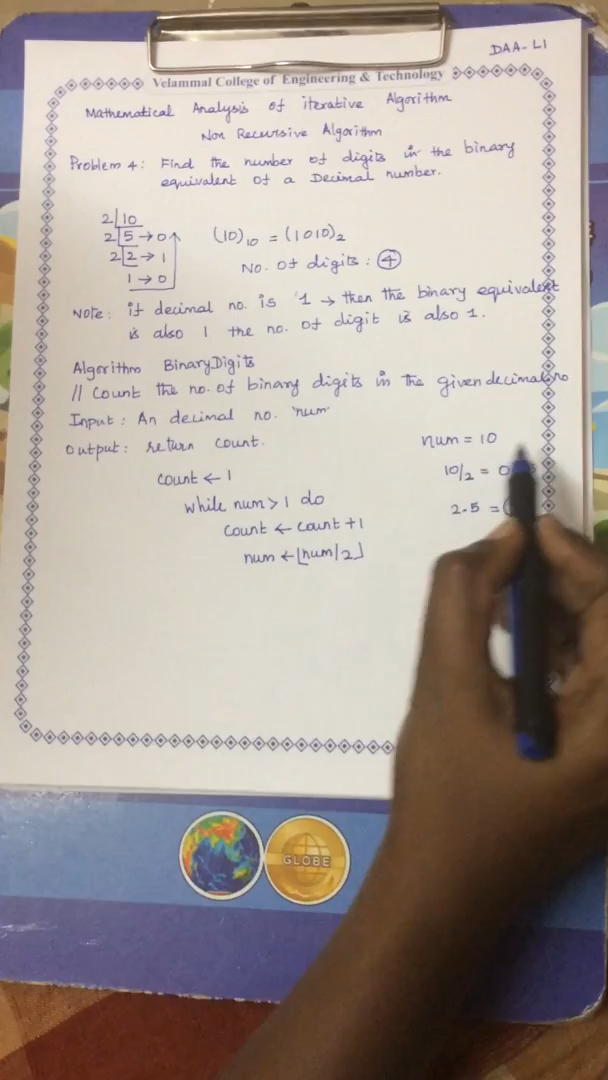 DAA-L1
Velammal College of Engineering & Technology
Mathematical Analysis of iterative Algorithm
Non Recursive Algorithm
Problem 4: Find the number of digits in the binary
equivalent of a Decimal number.
2 10
2 5 → 0
2 2 → 1
1 → 0
(10)₁₀ = (1010)₂
No. of digits : 4
Note: if decimal no. is '1 → then the binary equivalent
is also 1 the no. of digit is also 1.
Algorithm BinaryDigits
// Count the no. of binary digits in the given decimal no
Input: An decimal no. 'num'
Output: return count.
count ← 1
while num > 1 do
count ← count + 1
num ← ⌊num/2⌋
num = 10
10/2 =
2.5 =
GLOBE